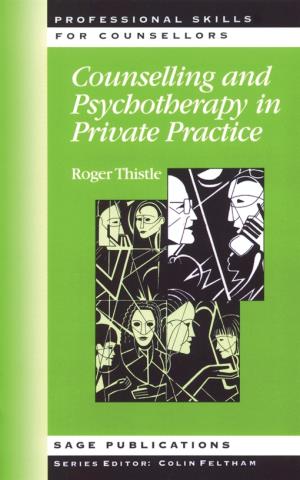 PROFESSIONAL SKILLS
FOR COUNSELLORS
Counselling and
Psychotherapy in
Private Practice
Roger Thistle
SAGE PUBLICATIONS
SERIES EDITOR: COLIN FELTHAM